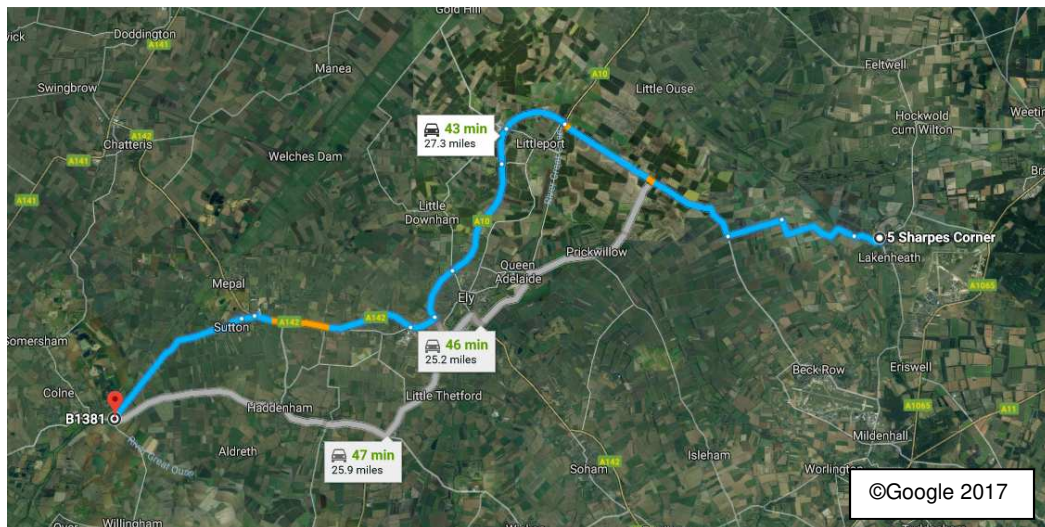 Gold Hill
wick
Doddington
A141
A10
Feltwell
Manea
Swingbrow
Little Ouse
Hockwold
cum Wilton
Weetin
43 min
27.3 miles
Littleport
A142
Chatteris
A141
Welches Dam
River Great Ouse
Bra
A141
Little
Downham
A10
5 Sharpes Corner
Lakenheath
Prickwillow
Queen
Adelaide
Mepal
Ely
A1065
A142
A142
Sutton
46 min
25.2 miles
Somersham
Beck Row
Eriswell
Colne
Little Thetford
B1381
Haddenham
A1065
A11
River Great Ouse
Aldreth
47 min
25.9 miles
Mildenhall
Isleham
Soham
A142
Worlington
©Google 2017
Willingham